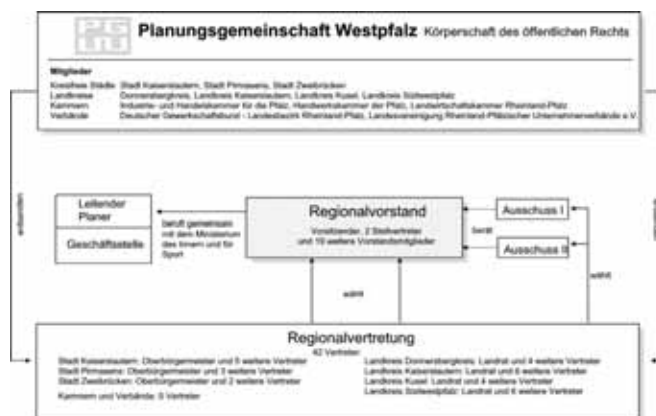 Planungsgemeinschaft Westpfalz Körperschaft des öffentlichen Rechts
Mitglieder
Kreisfreie Städte: Stadt Kaiserslautern, Stadt Pirmasens, Stadt Zweibrücken
Landkreise Donnersbergkreis, Landkreis Kaiserslautern, Landkreis Kusel, Landkreis Südwestpfalz
Kammern Industrie- und Handelskammer für die Pfalz, Handwerkskammer der Pfalz, Landwirtschaftskammer Rheinland-Pfalz
Verbände Deutscher Gewerkschaftsbund - Landesbezirk Rheinland-Pfalz, Landesvereinigung Rheinland-Pfälzischer Unternehmerverbände e.V.
entsenden
Leitender
Planer
Geschäftsstelle
beruft gemeinsam
mit dem Ministerium
des Innern und für
Sport
Regionalvorstand
Vorsitzender, 2 Stellvertreter
und 10 weitere Vorstandsmitglieder
berät
Ausschuss I
Ausschuss II
wählt
wählt
Regionalvertretung
42 Vertreter:
Stadt Kaiserslautern: Oberbürgermeister und 5 weitere Vertreter
Stadt Pirmasens: Oberbürgermeister und 3 weitere Vertreter
Stadt Zweibrücken: Oberbürgermeister und 2 weitere Vertreter
Kammern und Verbände: 5 Vertreter
Landkreis Donnersbergkreis: Landrat und 4 weitere Vertreter
Landkreis Kaiserslautern: Landrat und 6 weitere Vertreter
Landkreis Kusel: Landrat und 4 weitere Vertreter
Landkreis Südwestpfalz: Landrat und 6 weitere Vertreter